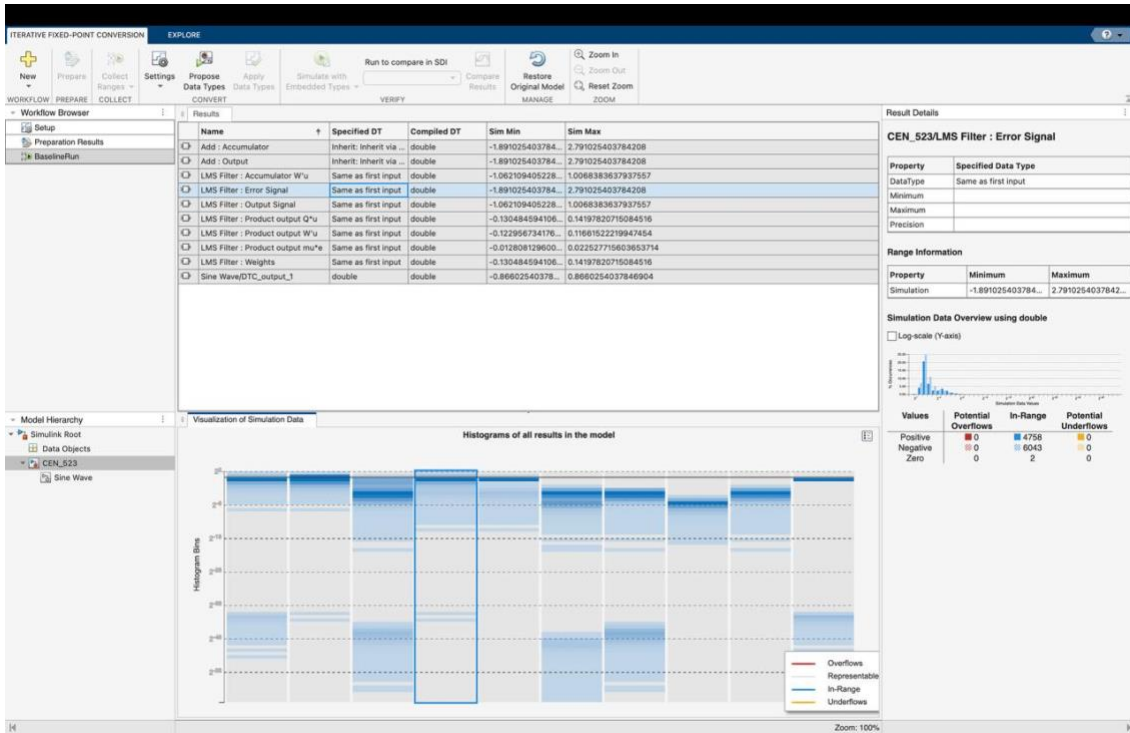 ITERATIVE FIXED-POINT CONVERSION EXPLORE
New Prepare Collect Ranges Settings Propose Data Types Apply Data Types Simulate with Embedded Types Run to compare in SDI Compare Results Restore Original Model Zoom In Zoom Out Reset Zoom
WORKFLOW PREPARE COLLECT CONVERT VERIFY MANAGE ZOOM
Workflow Browser
Setup
Preparation Results
BaselineRun
Results
Name Specified DT Compiled DT Sim Min Sim Max
Add : Accumulator Inherit: Inherit via ... double -1.891025403784... 2.791025403784208
Add : Output Inherit: Inherit via ... double -1.891025403784... 2.791025403784208
LMS Filter : Accumulator W'u Same as first input double -1.062109405228... 1.0068383637937557
LMS Filter : Error Signal Same as first input double -1.891025403784... 2.791025403784208
LMS Filter : Output Signal Same as first input double -1.062109405228... 1.0068383637937557
LMS Filter : Product output Q*u Same as first input double -0.130484594106... 0.14197820715084516
LMS Filter : Product output W'u Same as first input double -0.122956734176... 0.11661522219947454
LMS Filter : Product output mu*e Same as first input double -0.012808129600... 0.022527715603653714
LMS Filter : Weights Same as first input double -0.130484594106... 0.14197820715084516
Sine Wave/DTC_output_1 double double -0.86602540378... 0.8660254037846904
Result Details
CEN_523/LMS Filter : Error Signal
Property Specified Data Type
DataType Same as first input
Minimum
Maximum
Precision
Range Information
Property Minimum Maximum
Simulation -1.891025403784... 2.7910254037842...
Simulation Data Overview using double
Log-scale (Y-axis)
% Occurrences
Simulation Data Values
Values Potential Overflows In-Range Potential Underflows
Positive 0 4758 0
Negative 0 6043 0
Zero 0 2 0
Model Hierarchy
Simulink Root
Data Objects
CEN_523
Sine Wave
Visualization of Simulation Data
Histograms of all results in the model
Histogram Bins
Overflows
Representable
In-Range
Underflows
Zoom: 100%